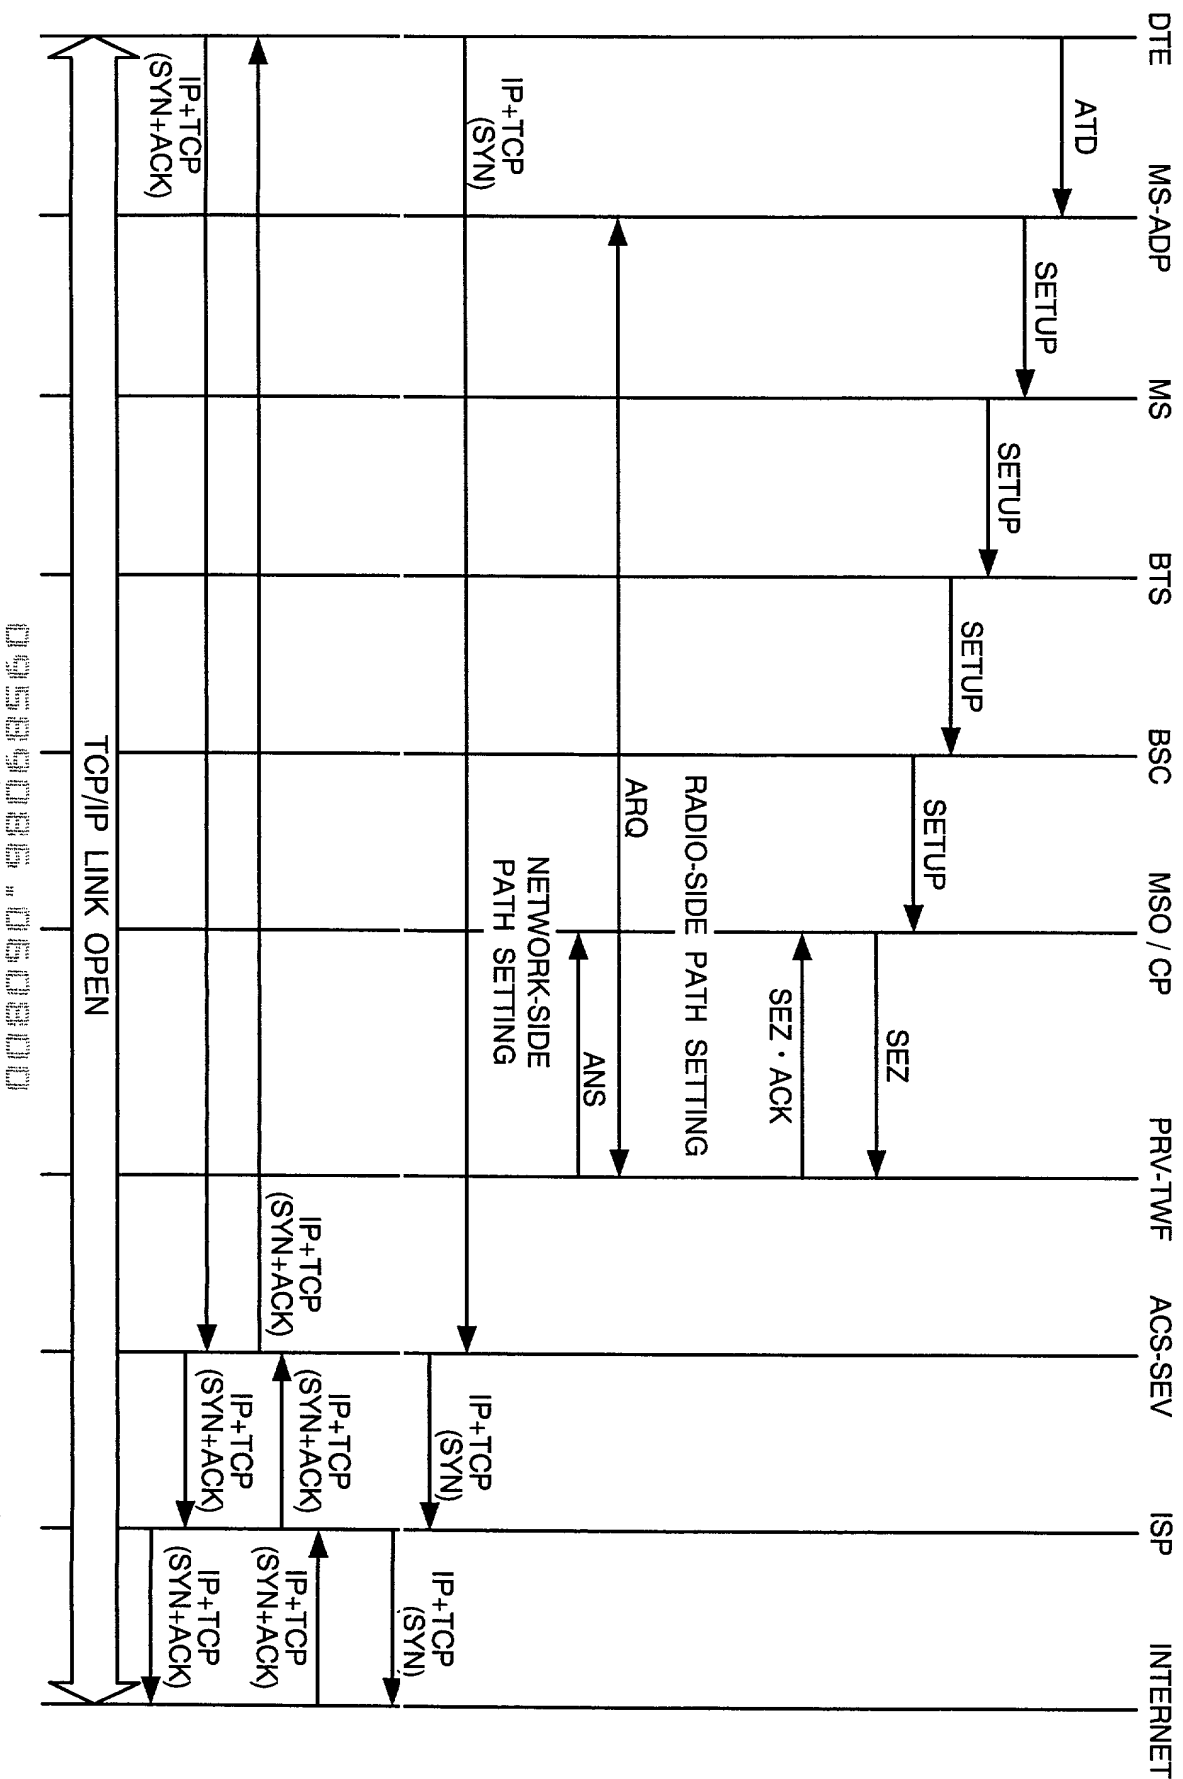 DTE
MS-ADP
MS
BTS
BSC
MSO / CP
PRV-TWF
ACS-SEV
ISP
INTERNET
ATD
SETUP
SETUP
SETUP
SETUP
SEZ
SEZ · ACK
RADIO-SIDE PATH SETTING
ARQ
ANS
NETWORK-SIDE
PATH SETTING
IP+TCP
(SYN)
IP+TCP
(SYN)
IP+TCP
(SYN)
IP+TCP
(SYN+ACK)
IP+TCP
(SYN+ACK)
IP+TCP
(SYN+ACK)
IP+TCP
(SYN+ACK)
IP+TCP
(SYN+ACK)
IP+TCP
(SYN+ACK)
TCP/IP LINK OPEN